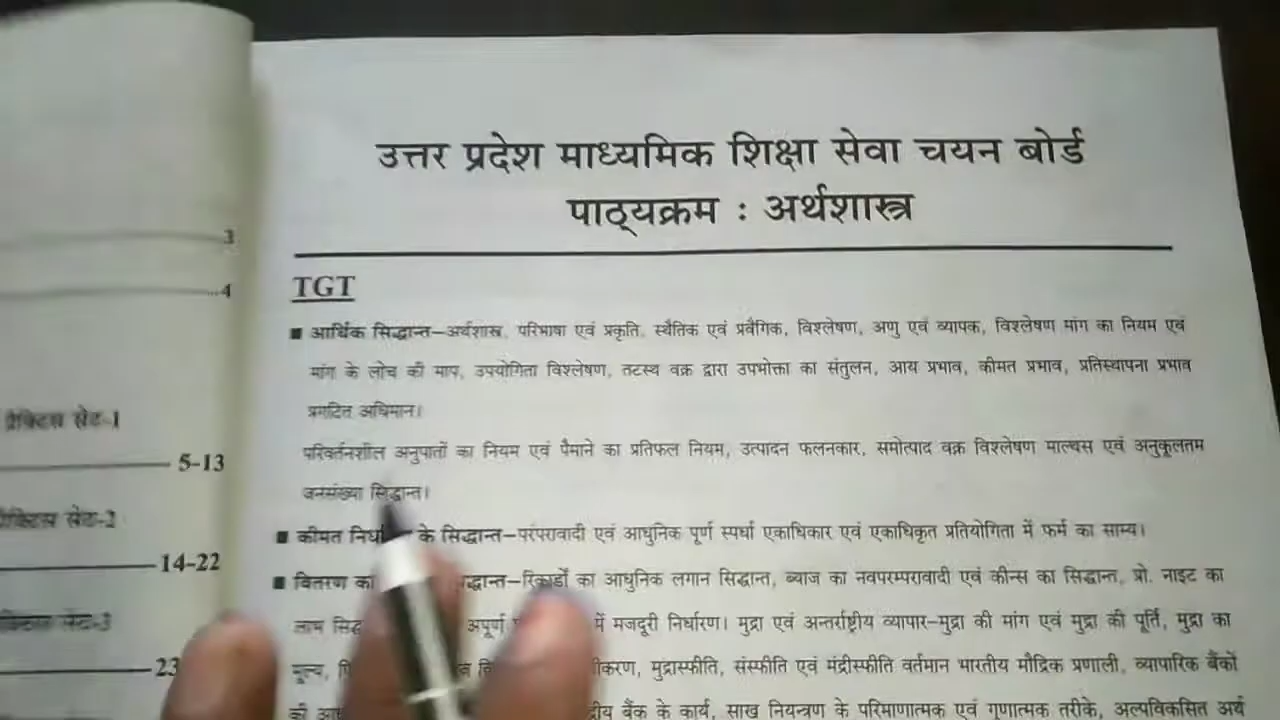 3
4
प्रैक्टिस सेट-1
5-13
प्रैक्टिस सेट-2
14-22
सेट-3
23
उत्तर प्रदेश माध्यमिक शिक्षा सेवा चयन बोर्ड
पाठ्यक्रम : अर्थशास्त्र
TGT
■ आर्थिक सिद्धान्त–अर्थशास्त्र, परिभाषा एवं प्रकृति, स्थैतिक एवं प्रवैगिक, विश्लेषण, अणु एवं व्यापक, विश्लेषण मांग का नियम एवं
मांग के लोच की माप, उपयोगिता विश्लेषण, तटस्थ वक्र द्वारा उपभोक्ता का संतुलन, आय प्रभाव, कीमत प्रभाव, प्रतिस्थापना प्रभाव
प्रगटित अधिमान।
परिवर्तनशील अनुपातों का नियम एवं पैमाने का प्रतिफल नियम, उत्पादन फलनकार, समोत्पाद वक्र विश्लेषण माल्थस एवं अनुकूलतम
जनसंख्या सिद्धान्त।
■ कीमत के सिद्धान्त–परंपरावादी एवं आधुनिक पूर्ण स्पर्धा एकाधिकार एवं एकाधिकृत प्रतियोगिता में फर्म का साम्य।
■ वितरण का रिकार्डों का आधुनिक लगान सिद्धान्त, ब्याज का नवपरम्परावादी एवं कीन्स का सिद्धान्त, प्रो. नाइट का
लाभ अपूर्ण में मजदूरी निर्धारण। मुद्रा एवं अन्तर्राष्ट्रीय व्यापार–मुद्रा की मांग एवं मुद्रा की पूर्ति, मुद्रा का
मूल्य, मुद्रास्फीति, संस्फीति एवं मंद्रीस्फीति वर्तमान भारतीय मौद्रिक प्रणाली, व्यापारिक बैंकों
की बैंक के कार्य, साख नियन्त्रण के परिमाणात्मक एवं गुणात्मक तरीके, अल्पविकसित अर्थ